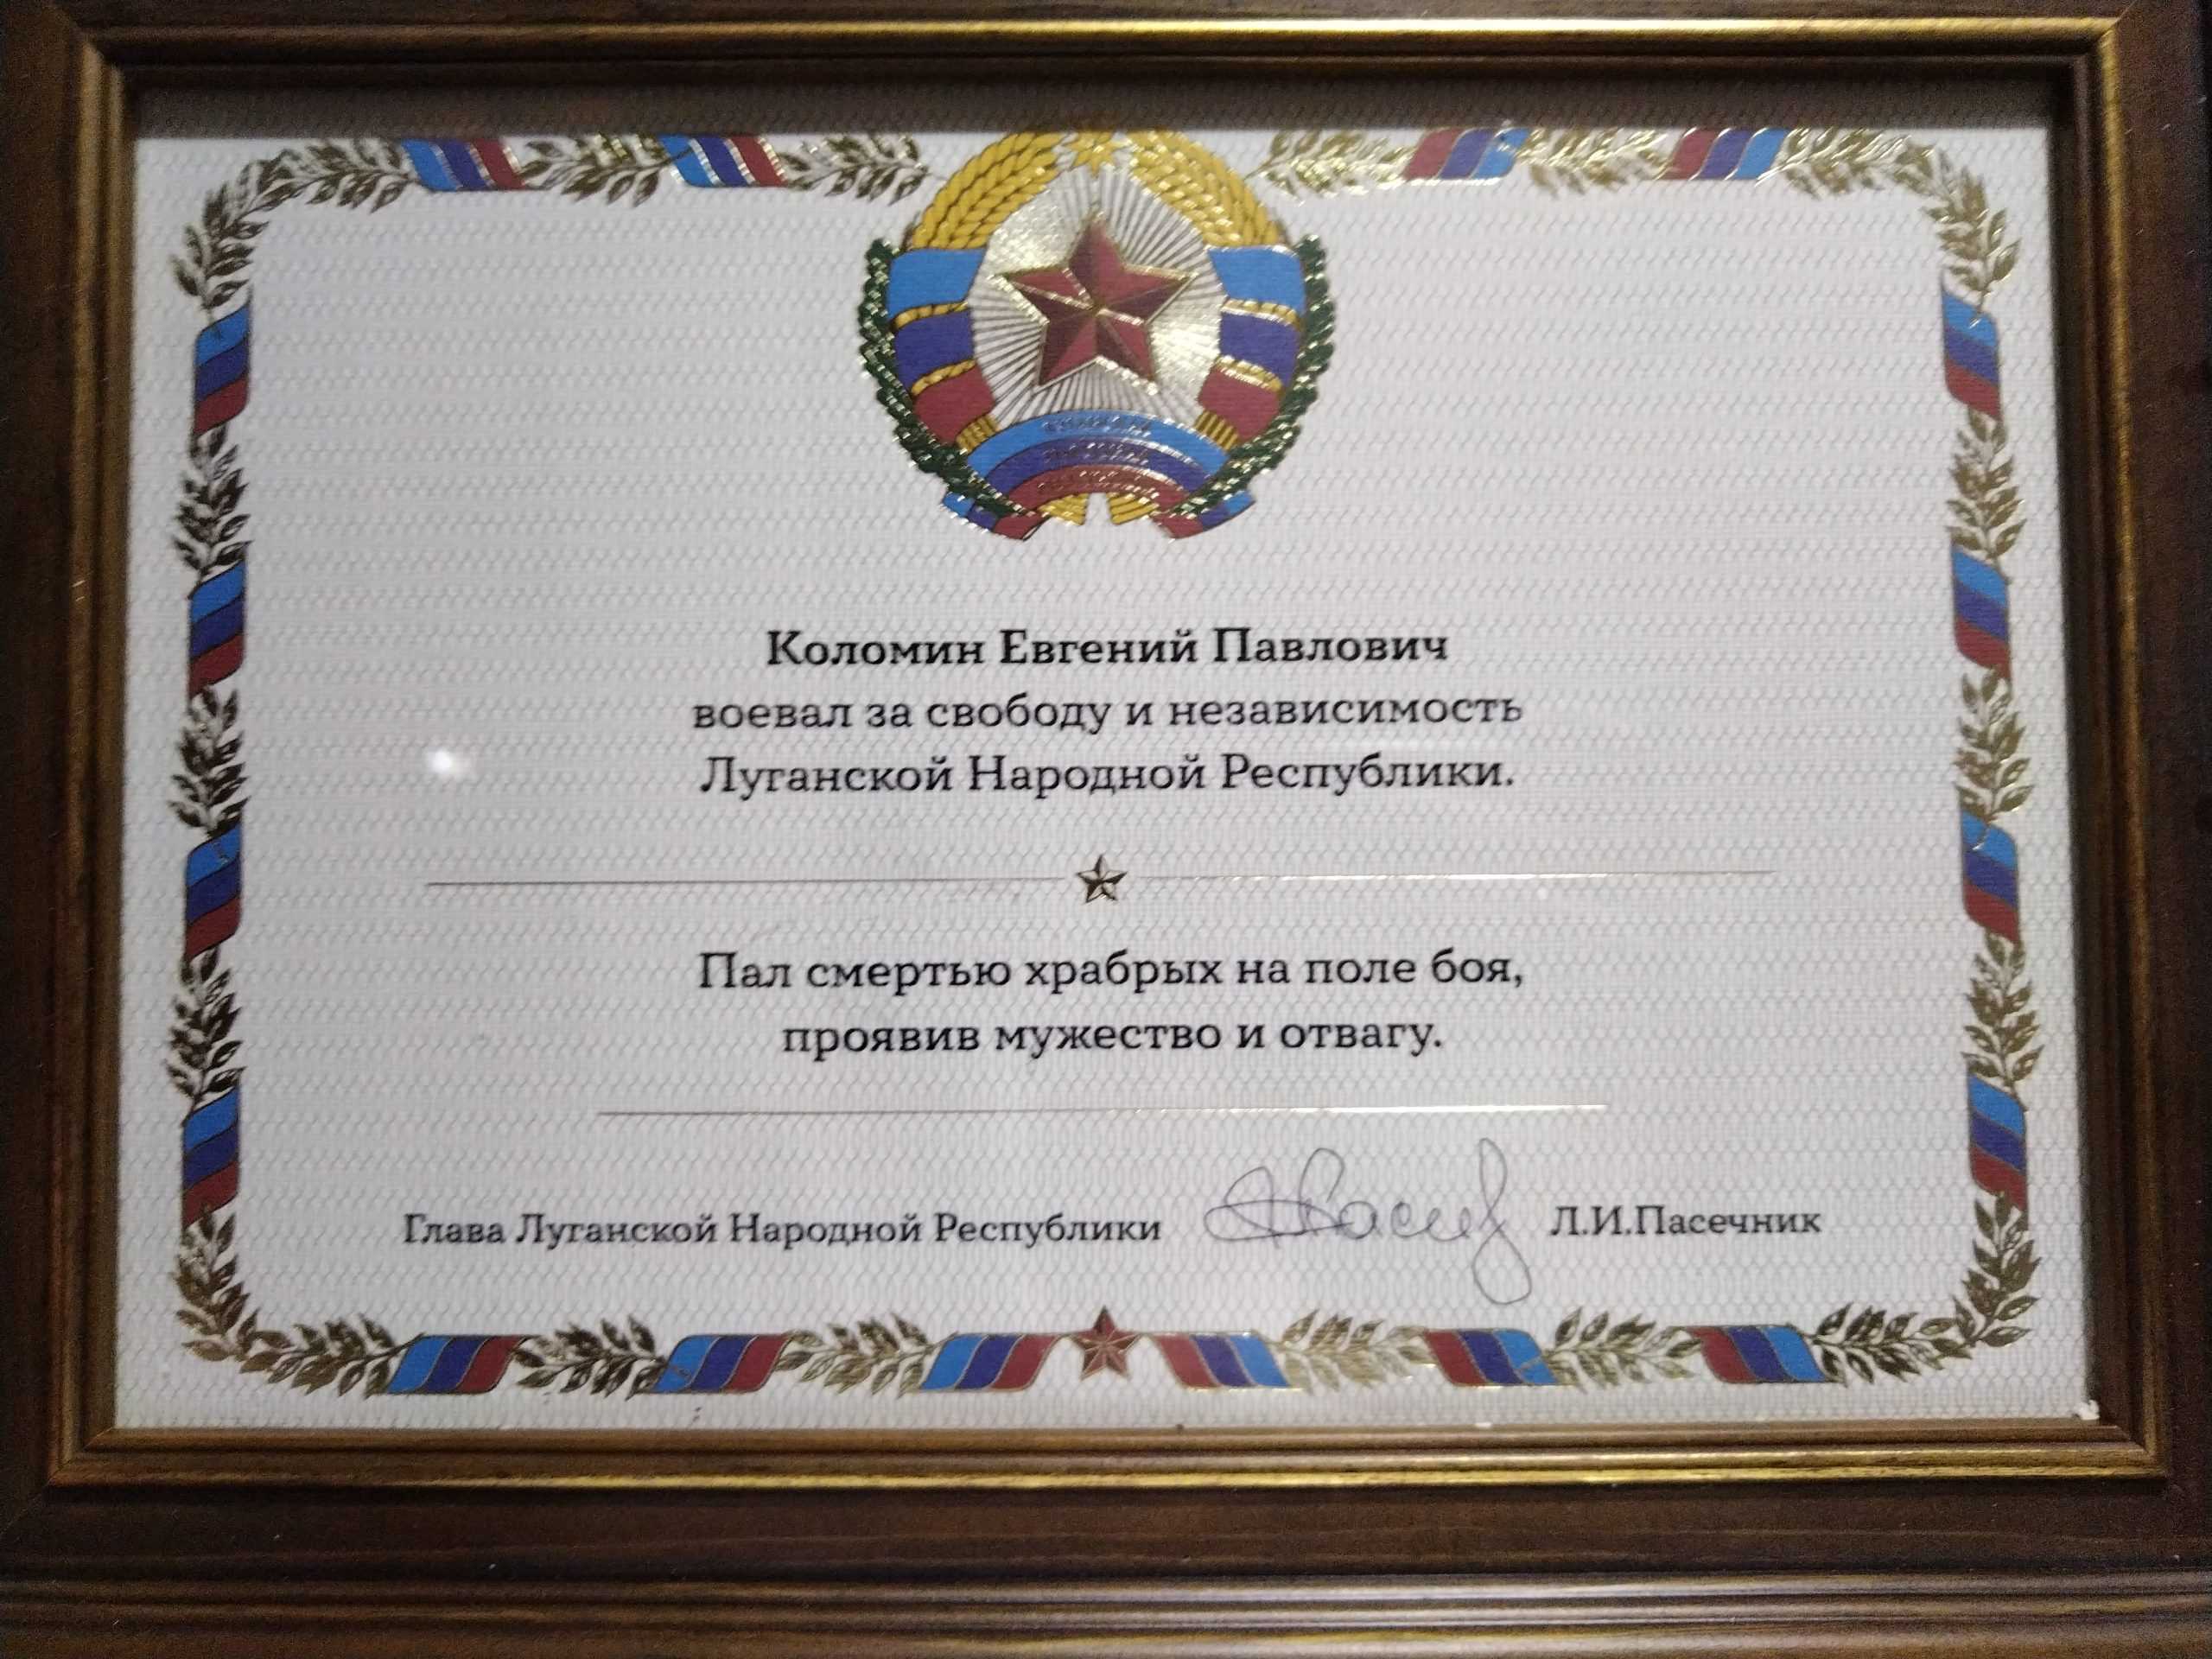 Коломин Евгений Павлович
воевал за свободу и независимость
Луганской Народной Республики.
Пал смертью храбрых на поле боя,
проявив мужество и отвагу.
Глава Луганской Народной Республики Л.И.Пасечник